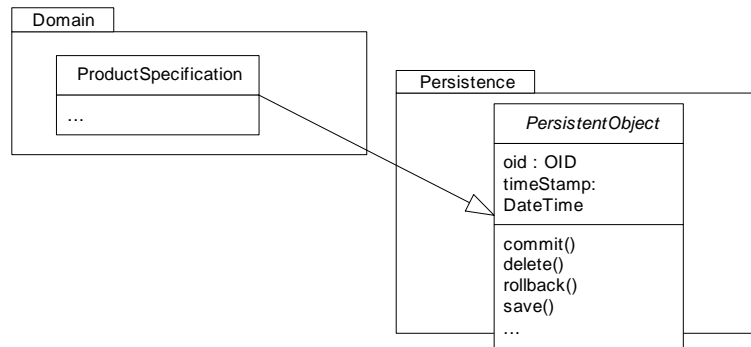 Domain
ProductSpecification
...
Persistence
PersistentObject
oid : OID
timeStamp:
DateTime
commit()
delete()
rollback()
save()
...